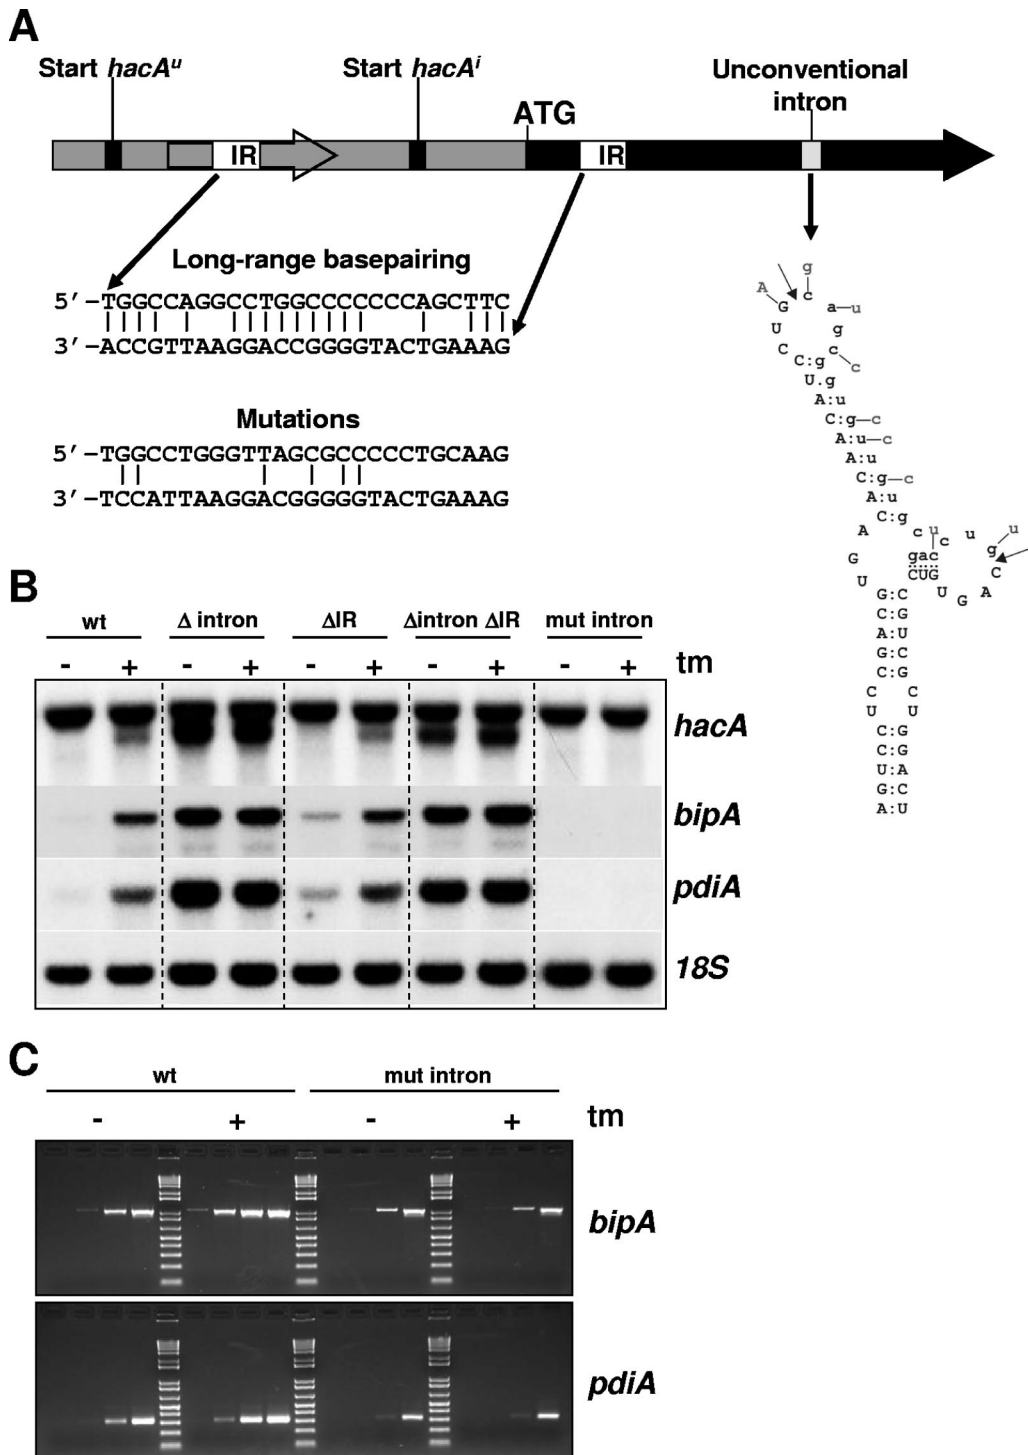 A
Start hacAᵘ
Start hacAⁱ
Unconventional
intron
ATG
IR
IR
Long-range basepairing
5′-TGGCCAGGCCTGGCCCCCCCAGCTTC
3′-ACCGTTAAGGACCGGGGTACTGAAAG
Mutations
5′-TGGCCTGGGTTAGCGCCCCCTGCAAG
3′-TCCATTAAGGACGGGGGTACTGAAAG
g
A
G
c
a–u
U
g
C
C:g
c
c
U.g
A:u
C:g–c
A:u–c
A:u
C:g–c
A:u
C:g
A
c
u
c
u
g
u
G
gac
C
U
CUG
U
G
A
G:C
C:G
A:U
G:C
C:G
U
C
U
C
U
C:G
C:G
U:A
G:C
A:U
B
wt
Δ intron
ΔIR
Δintron ΔIR
mut intron
- + - + - + - + - + tm
hacA
bipA
pdiA
18S
C
wt
mut intron
- + - + tm
bipA
pdiA